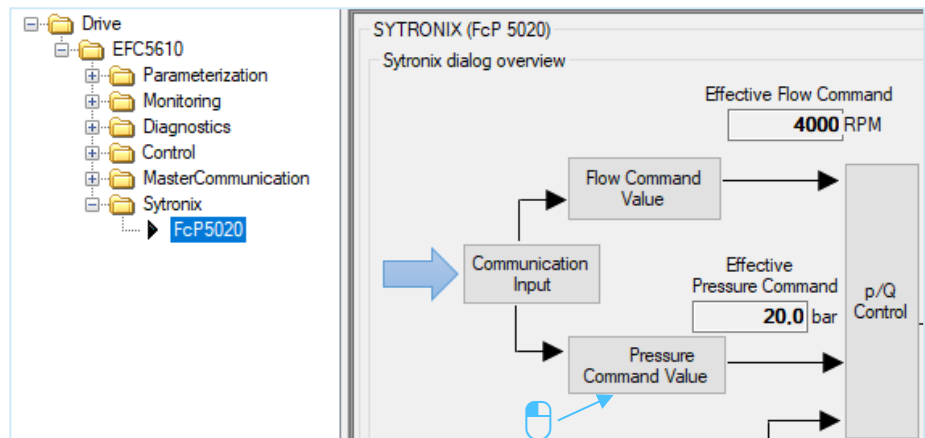 Drive
EFC5610
Parameterization
Monitoring
Diagnostics
Control
MasterCommunication
Sytronix
FcP5020
SYTRONIX (FcP 5020)
Sytronix dialog overview
Effective Flow Command
4000 RPM
Flow Command
Value
Communication
Input
Effective
Pressure Command
20,0 bar
p/Q
Control
Pressure
Command Value